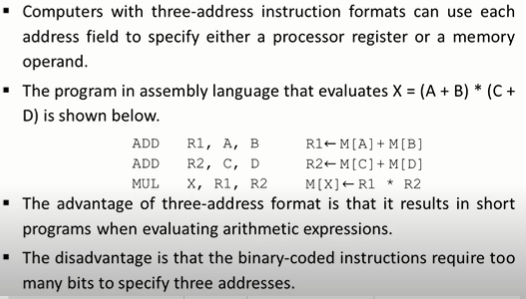 ▪ Computers with three-address instruction formats can use each
address field to specify either a processor register or a memory
operand.
▪ The program in assembly language that evaluates X = (A + B) * (C +
D) is shown below.
ADD R1, A, B R1←M[A]+M[B]
ADD R2, C, D R2←M[C]+M[D]
MUL X, R1, R2 M[X]←R1 * R2
▪ The advantage of three-address format is that it results in short
programs when evaluating arithmetic expressions.
▪ The disadvantage is that the binary-coded instructions require too
many bits to specify three addresses.